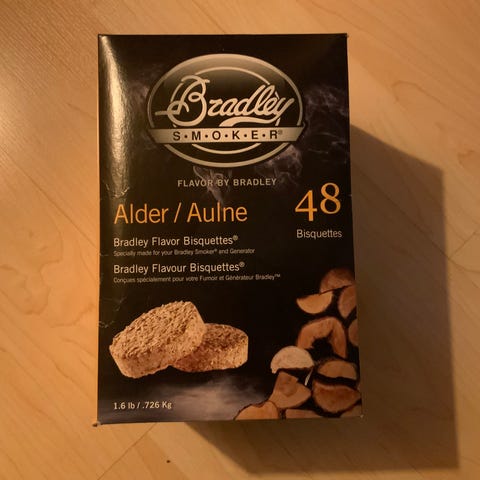 Bradley
S·M·O·K·E·R®
FLAVOR BY BRADLEY
Alder / Aulne
48
Bisquettes
Bradley Flavor Bisquettes®
Specially made for your Bradley Smoker® and Generator
Bradley Flavour Bisquettes®
Conçues spécialement pour votre Fumoir et Générateur Bradley™
1.6 lb / .726 Kg